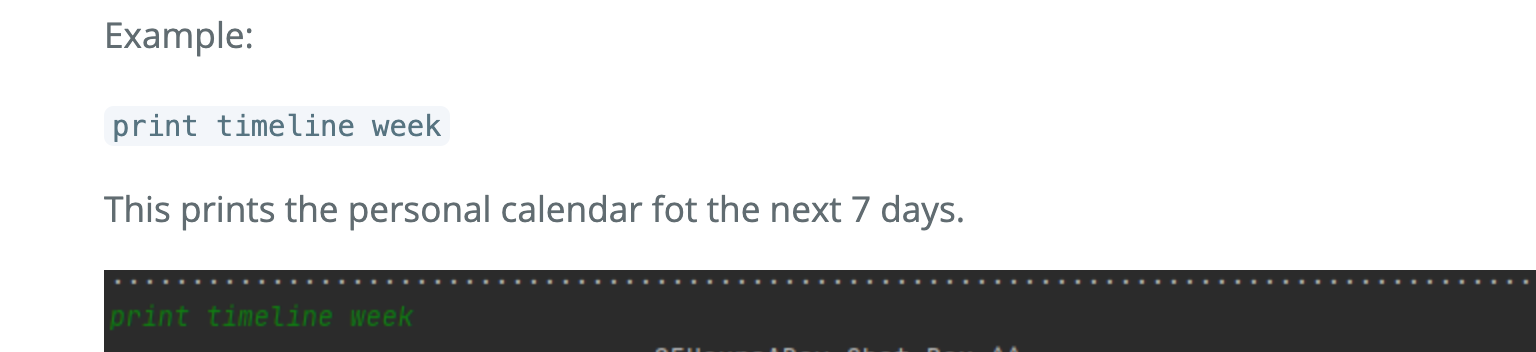 Example:
print timeline week
This prints the personal calendar fot the next 7 days.
print timeline week